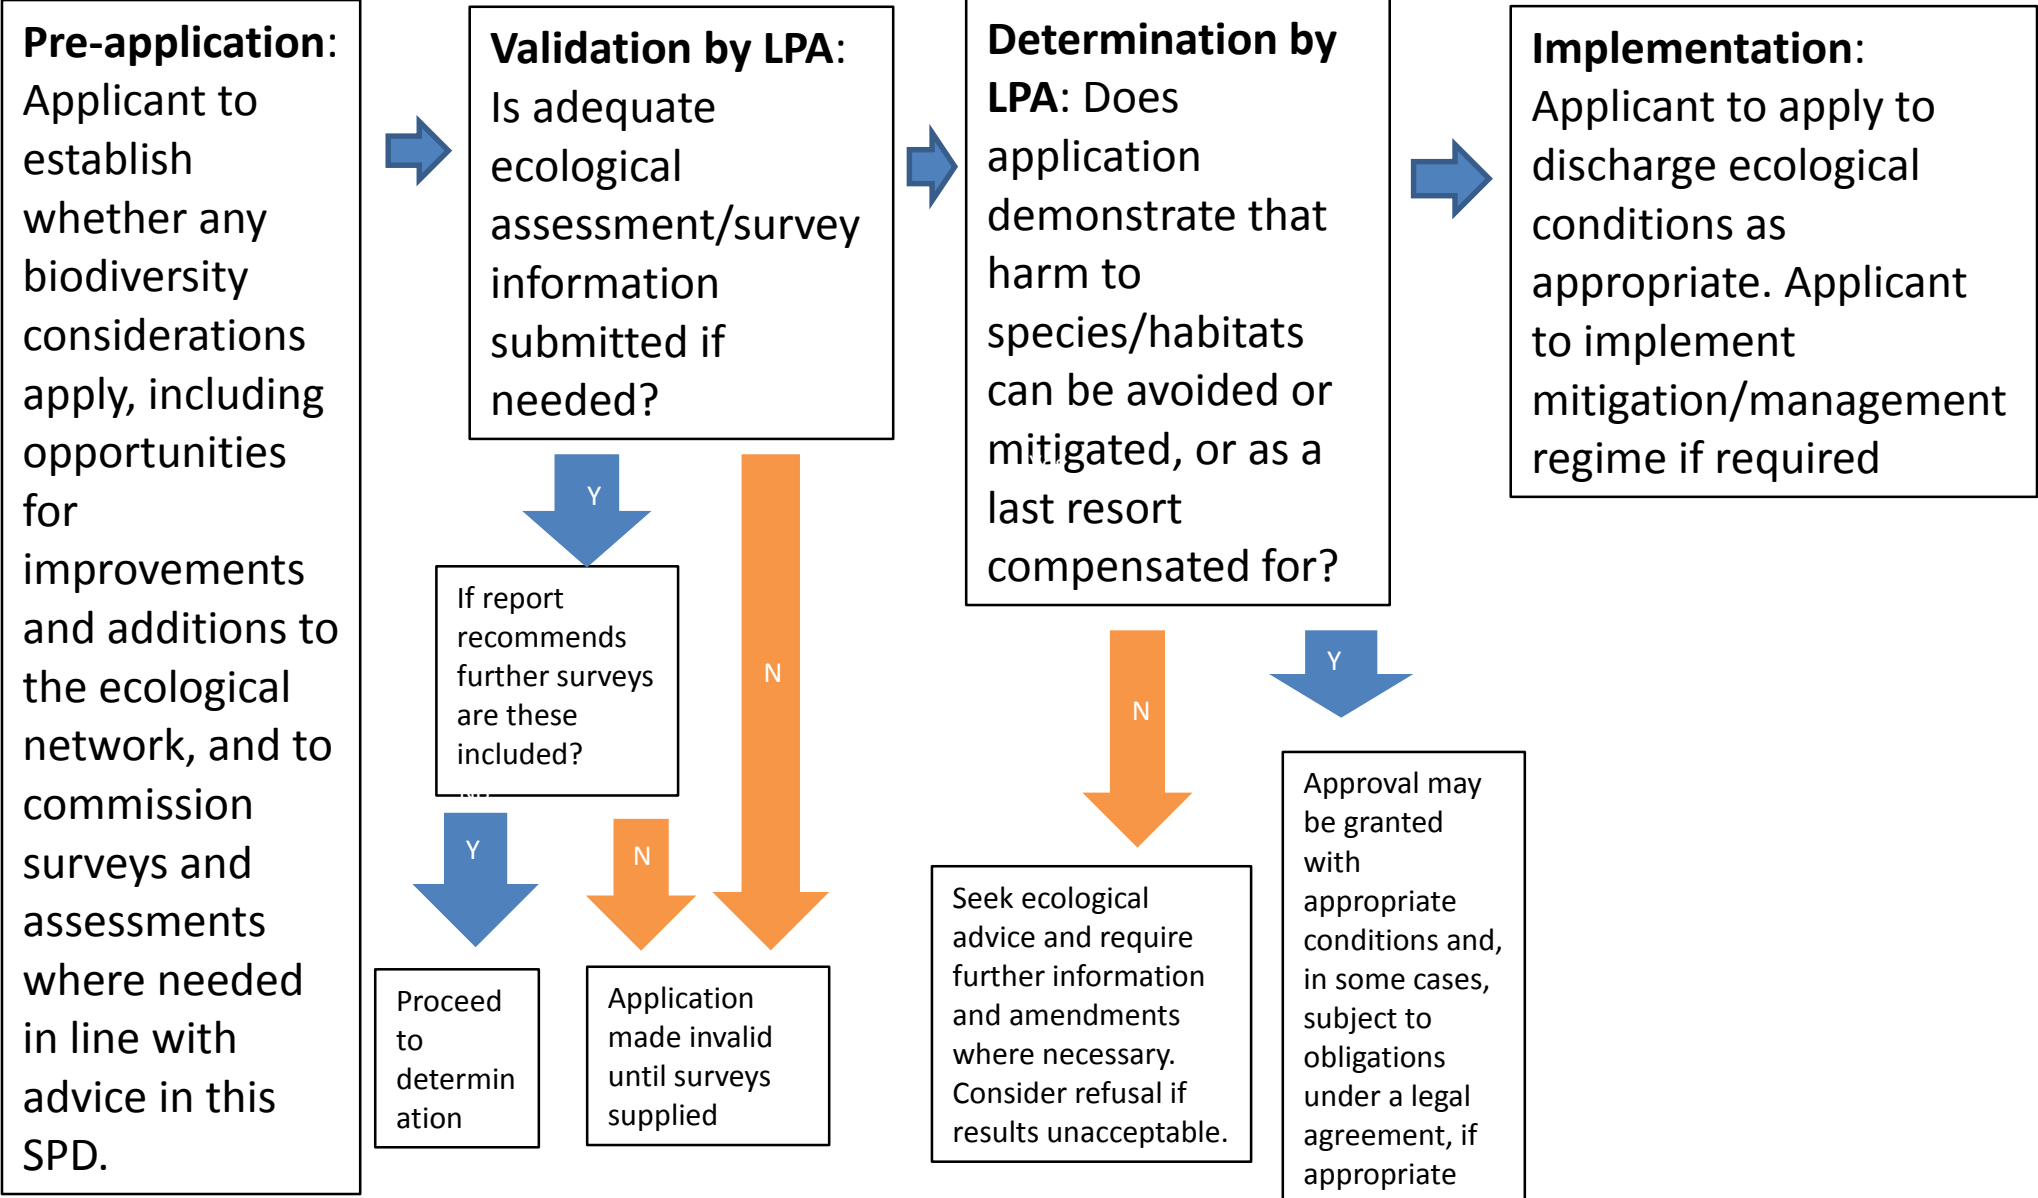 Pre-application:
Applicant to
establish
whether any
biodiversity
considerations
apply, including
opportunities
for
improvements
and additions to
the ecological
network, and to
commission
surveys and
assessments
where needed
in line with
advice in this
SPD.
Validation by LPA:
Is adequate
ecological
assessment/survey
information
submitted if
needed?
Y
N
If report
recommends
further surveys
are these
included?
Y
N
Proceed
to
determin
ation
Application
made invalid
until surveys
supplied
Determination by
LPA: Does
application
demonstrate that
harm to
species/habitats
can be avoided or
mitigated, or as a
last resort
compensated for?
N
Y
Seek ecological
advice and require
further information
and amendments
where necessary.
Consider refusal if
results unacceptable.
Approval may
be granted
with
appropriate
conditions and,
in some cases,
subject to
obligations
under a legal
agreement, if
appropriate
Implementation:
Applicant to apply to
discharge ecological
conditions as
appropriate. Applicant
to implement
mitigation/management
regime if required